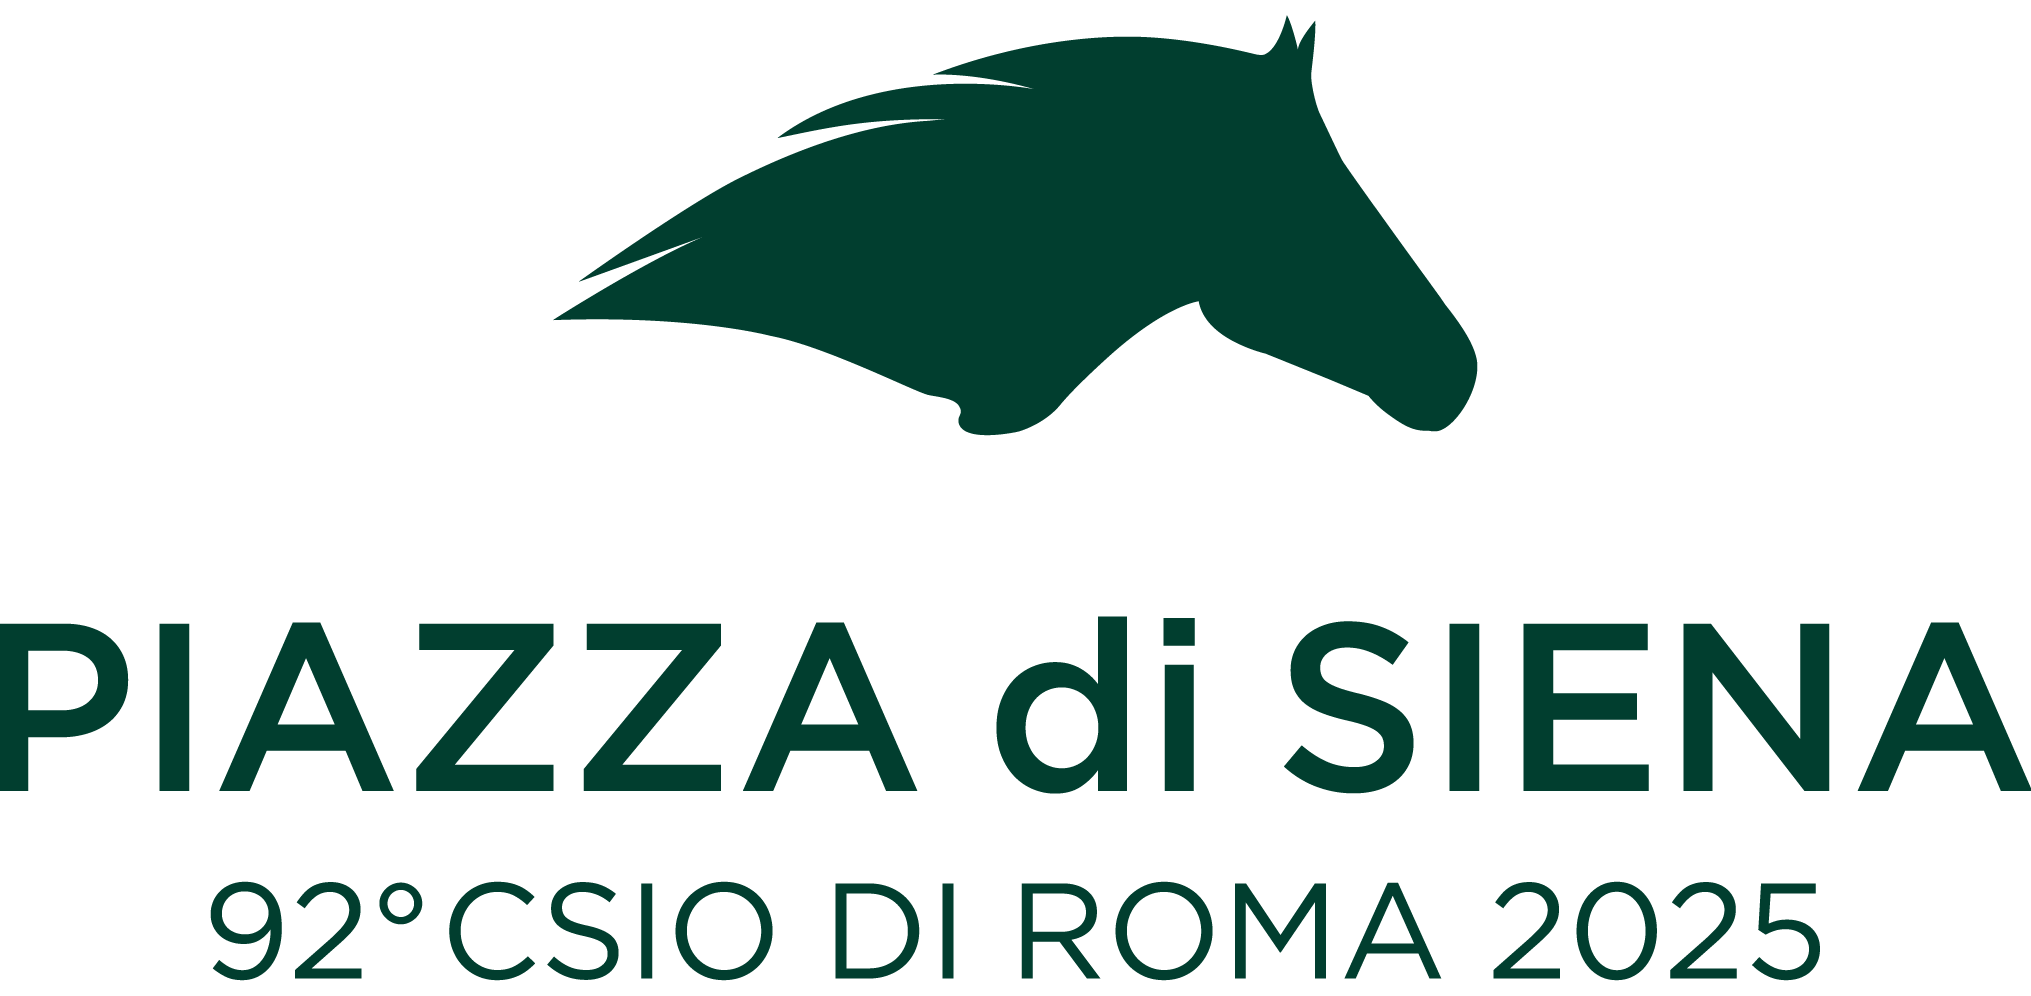 PIAZZA di SIENA
92° CSIO DI ROMA 2025